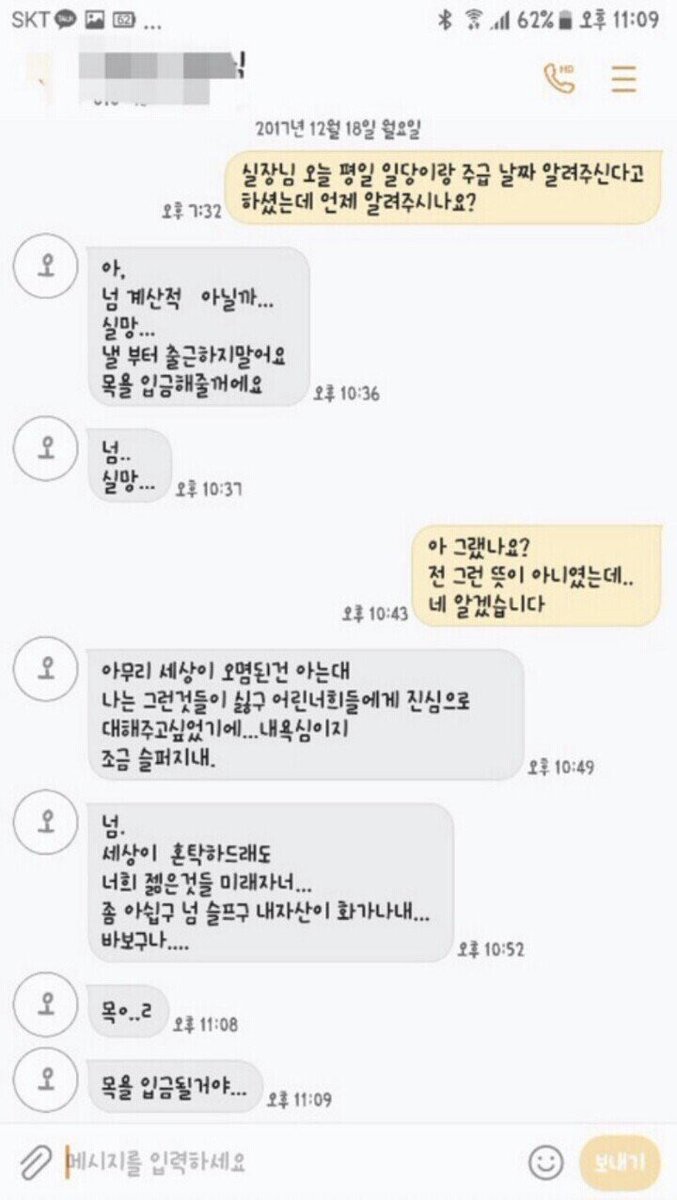 SKT 62 ... 62% 오후 11:09
HD
2017년 12월 18일 월요일
실장님 오늘 평일 일당이랑 주급 날짜 알려주신다고
하셨는데 언제 알려주시나요?
오후 7:32
오
아,
넘 계산적 아닐까...
실망...
낼 부터 출근하지말어요
목욜 입금해줄꺼에요
오후 10:36
오
넘..
실망...
오후 10:37
아 그랬나요?
전 그런 뜻이 아니였는데..
네 알겠습니다
오후 10:43
오
아무리 세상이 오염된건 아는대
나는 그런것들이 싫구 어린너희들에게 진심으로
대해주고싶었기에...내욕심이지
조금 슬퍼지내.
오후 10:49
오
넘.
세상이 혼탁하드래도
너희 젊은것들 미래자너...
좀 아쉽구 넘 슬프구 내자산이 화가나내...
바보구나....
오후 10:52
오
목ㅇ..ㄹ
오후 11:08
오
목욜 입금될거야...
오후 11:09
메시지를 입력하세요
보내기